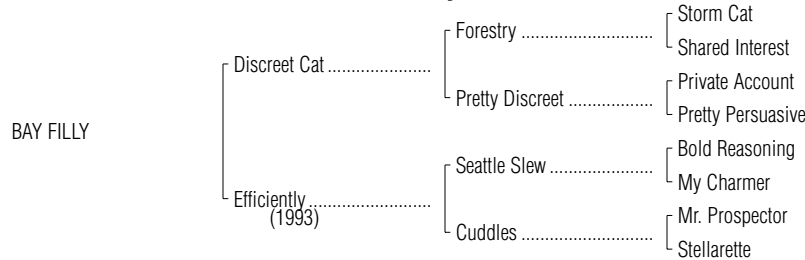 Storm Cat
Forestry ............................
Shared Interest
Discreet Cat ......................
Private Account
Pretty Discreet .................
Pretty Persuasive
BAY FILLY
Bold Reasoning
Seattle Slew .....................
My Charmer
Efficiently ..........................
(1993)
Mr. Prospector
Cuddles ...........................
Stellarette